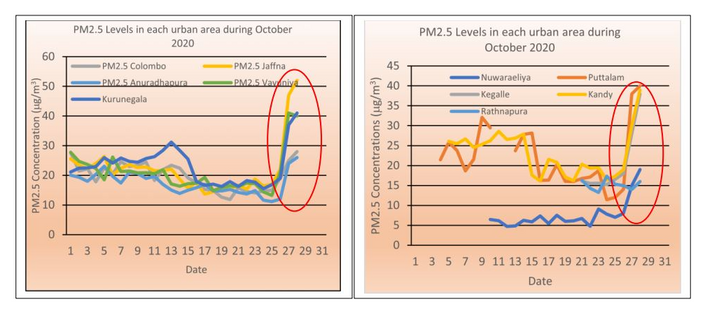 PM2.5 Levels in each urban area during October
2020
PM2.5 Concentration (µg/m³)
60
50
40
30
20
10
0
PM2.5 Colombo
PM2.5 Jaffna
PM2.5 Anuradhapura
PM2.5 Vavuniya
Kurunegala
1 3 5 7 9 11 13 15 17 19 21 23 25 27 29 31
Date
PM2.5 Levels in each urban area during
October 2020
PM2.5 Concentrations (µg/m³)
45
40
35
30
25
20
15
10
5
0
Nuwaraeliya
Puttalam
Kegalle
Kandy
Rathnapura
1 3 5 7 9 11 13 15 17 19 21 23 25 27 29 31
Date